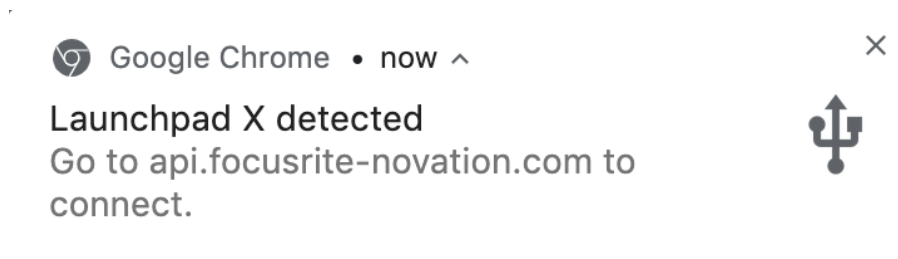 Google Chrome • now
Launchpad X detected
Go to api.focusrite-novation.com to
connect.